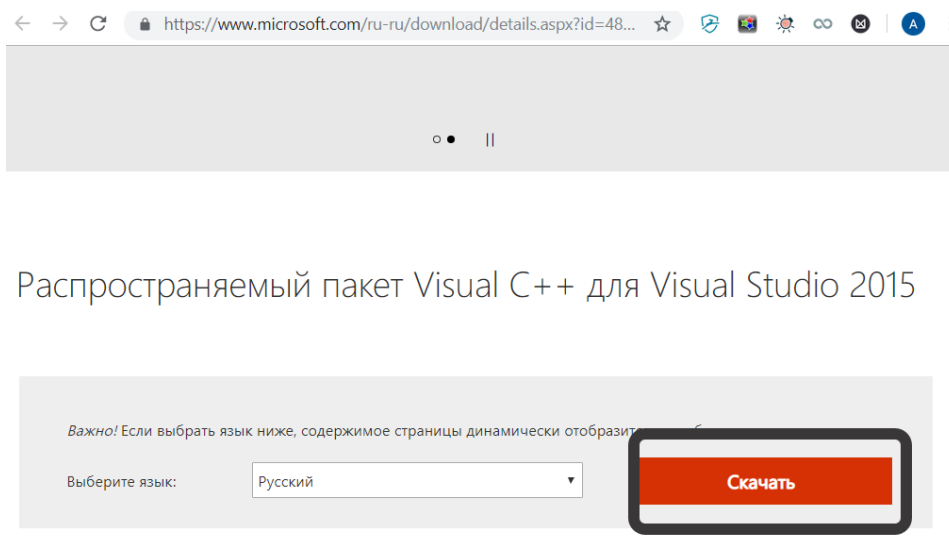 https://www.microsoft.com/ru-ru/download/details.aspx?id=48...
A
Распространяемый пакет Visual C++ для Visual Studio 2015
Важно! Если выбрать язык ниже, содержимое страницы динамически
Выберите язык:
Русский
Скачать